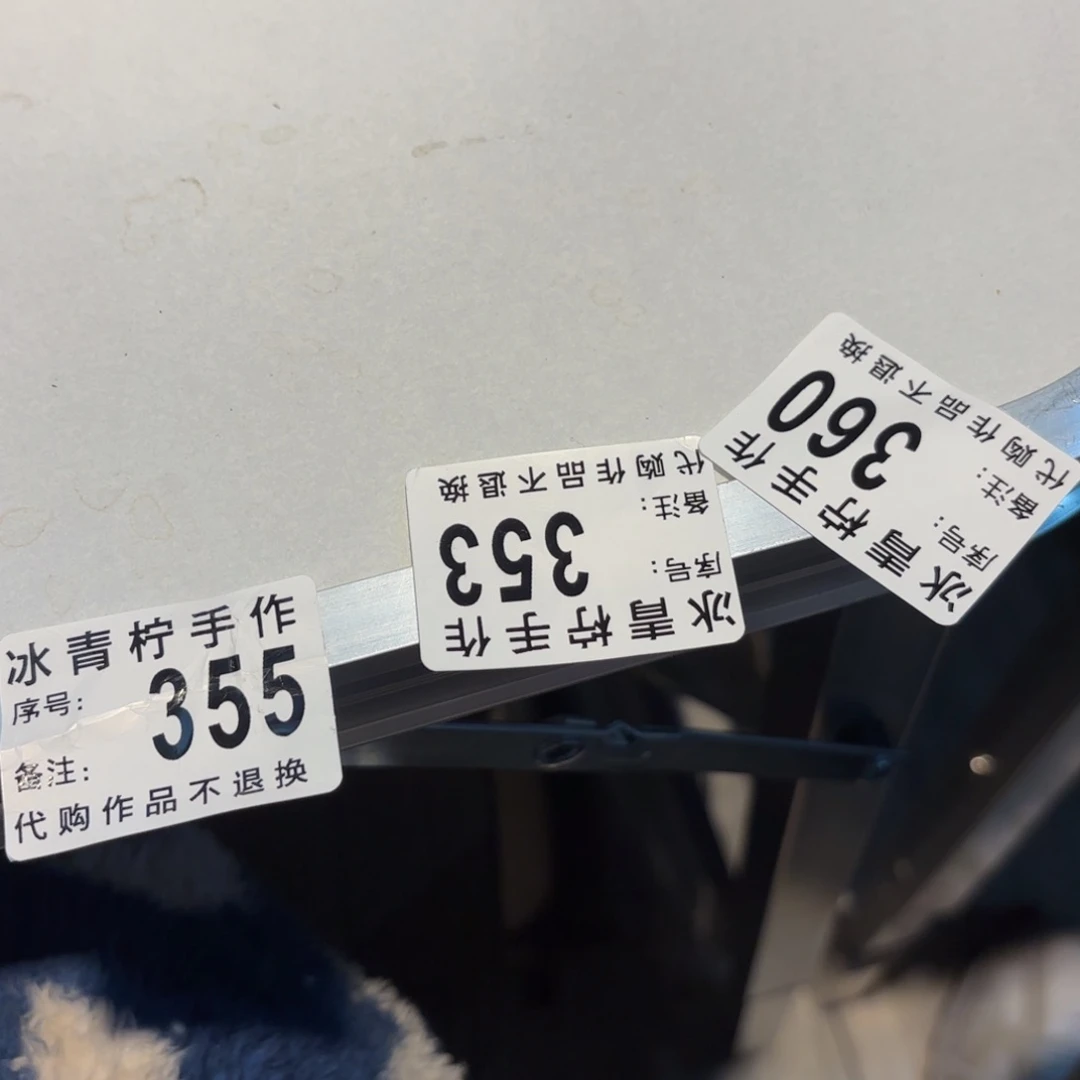 冰青柠手作
序号: 355
备注:
代购作品不退换
冰青柠手作
序号: 353
备注:
代购作品不退换
冰青柠手作
序号: 360
备注:
代购作品不退换